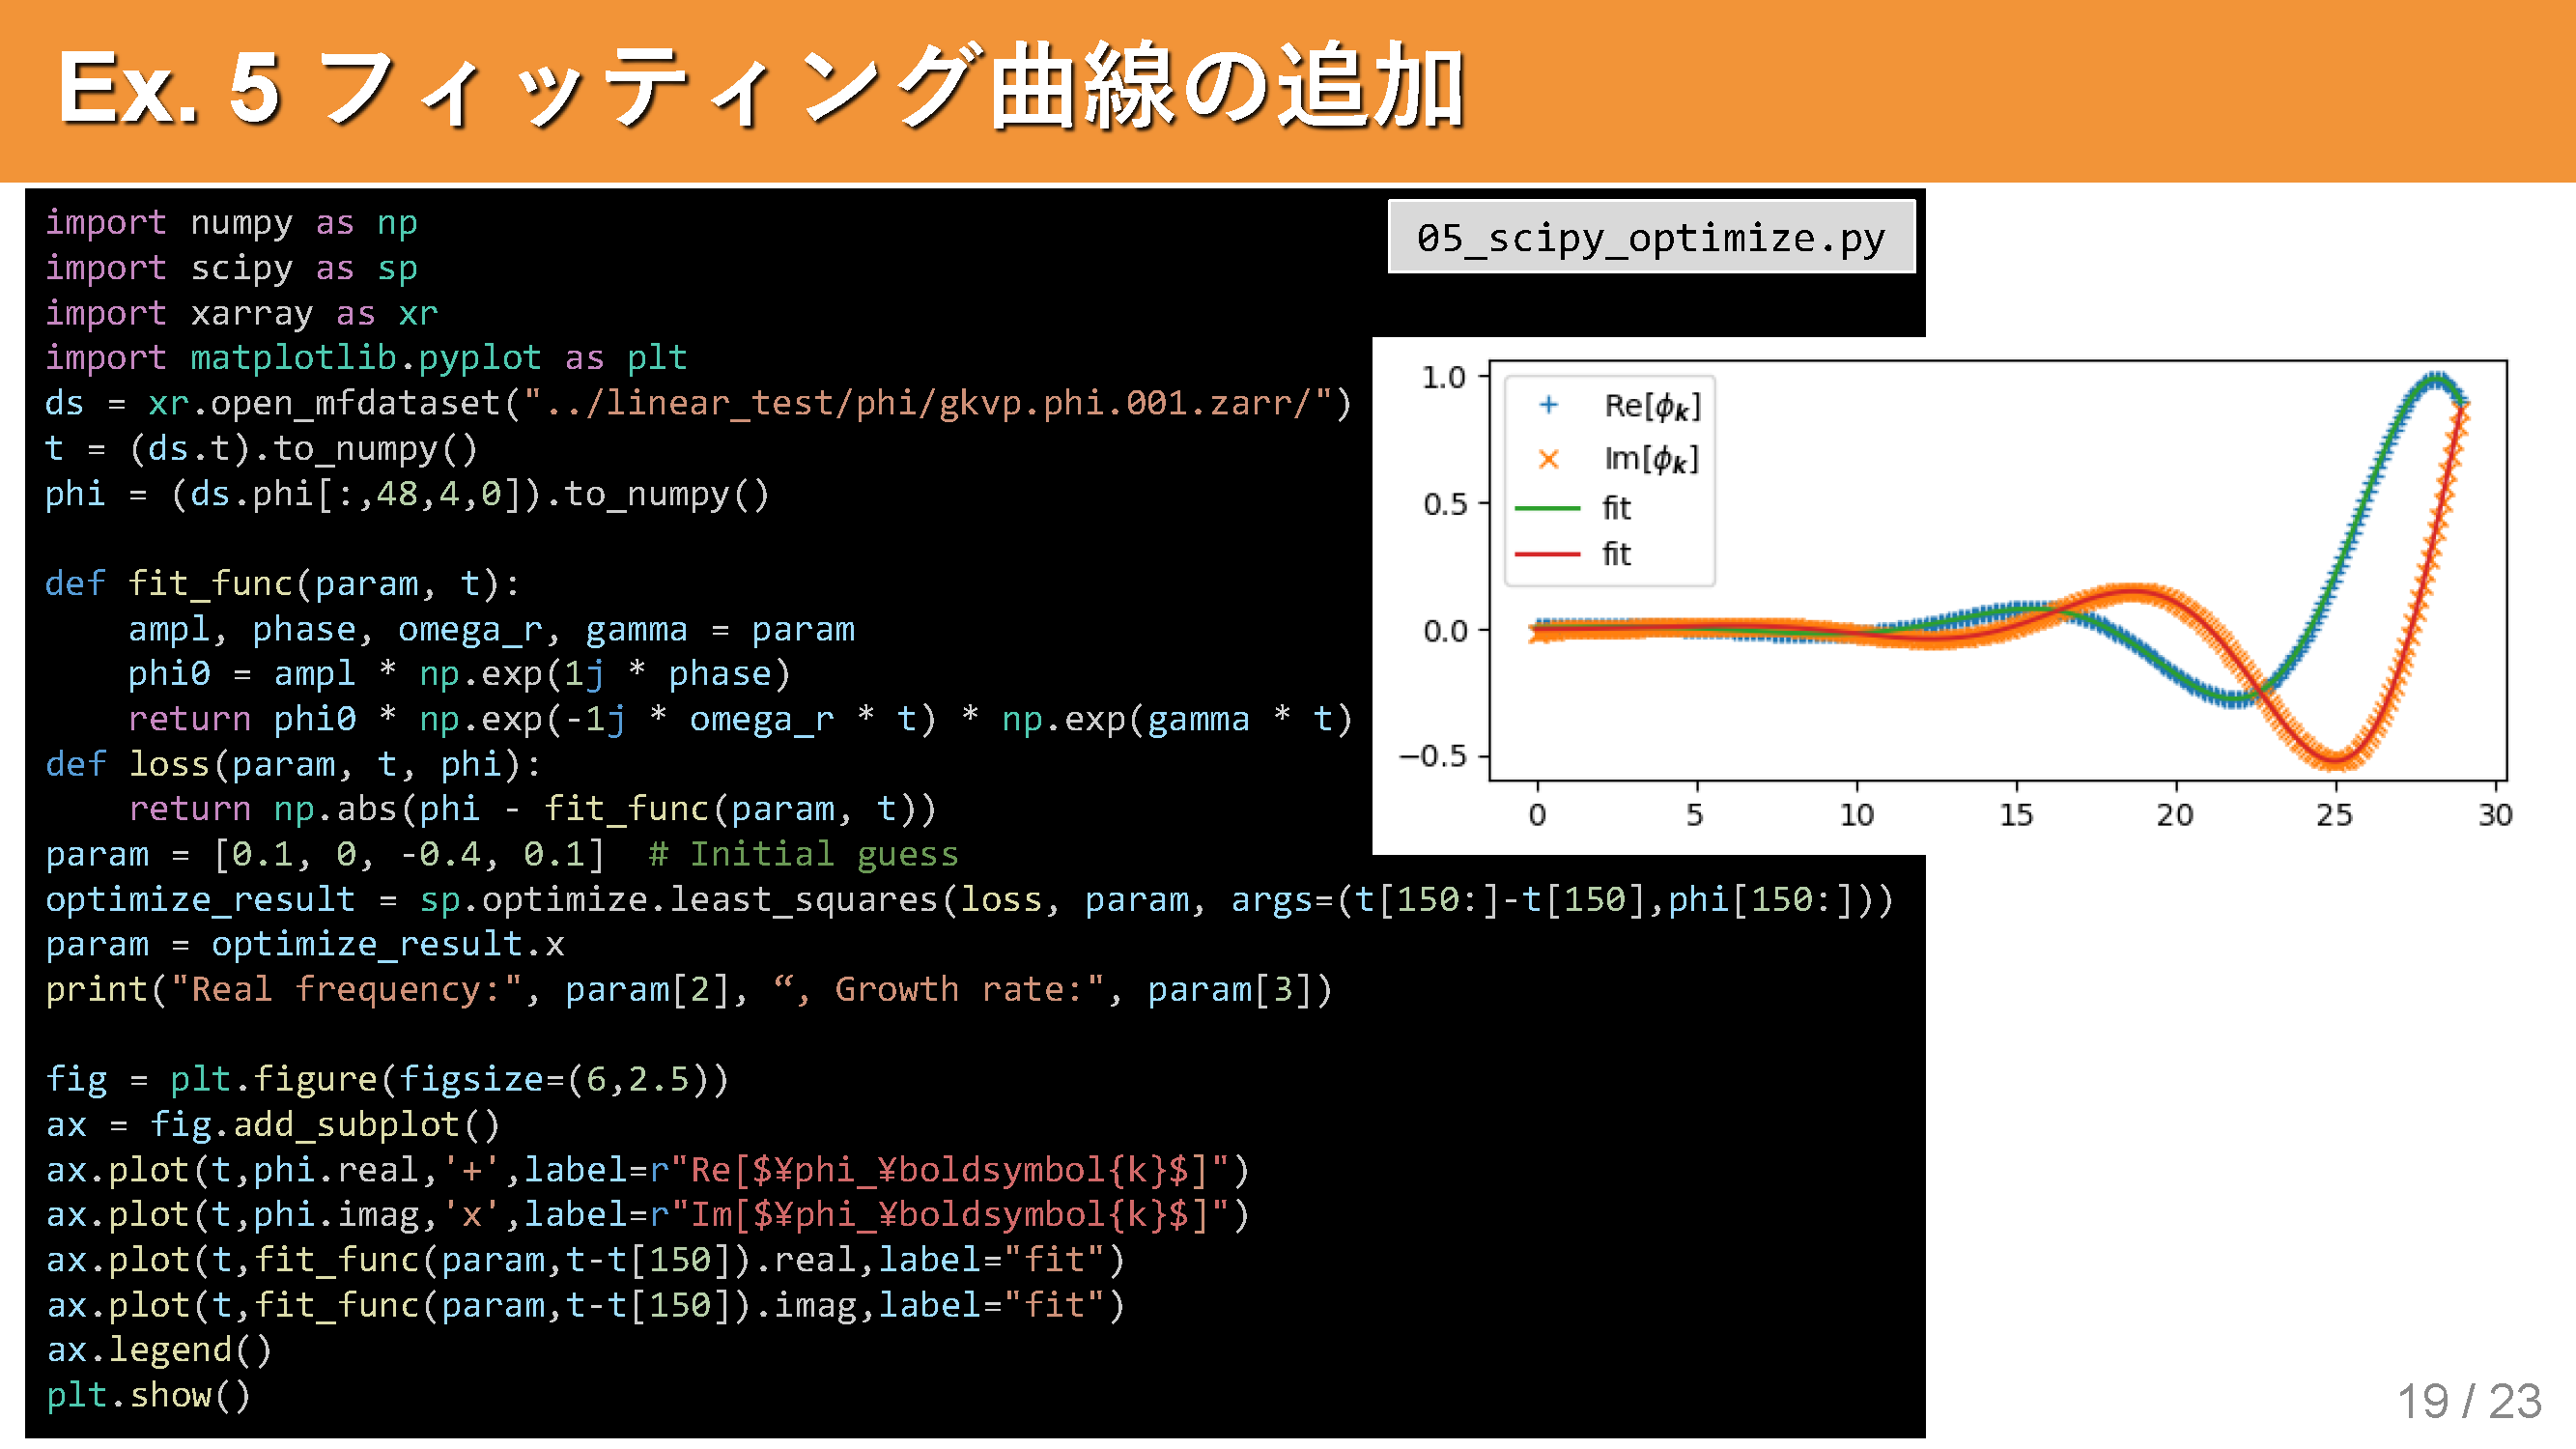 Ex. 5 フィッティング曲線の追加
05_scipy_optimize.py
import numpy as np
import scipy as sp
import xarray as xr
import matplotlib.pyplot as plt
ds = xr.open_mfdataset("../linear_test/phi/gkvp.phi.001.zarr/")
t = (ds.t).to_numpy()
phi = (ds.phi[:,48,4,0]).to_numpy()

def fit_func(param, t):
    ampl, phase, omega_r, gamma = param
    phi0 = ampl * np.exp(1j * phase)
    return phi0 * np.exp(-1j * omega_r * t) * np.exp(gamma * t)
def loss(param, t, phi):
    return np.abs(phi - fit_func(param, t))
param = [0.1, 0, -0.4, 0.1]  # Initial guess
optimize_result = sp.optimize.least_squares(loss, param, args=(t[150:]-t[150],phi[150:]))
param = optimize_result.x
print("Real frequency:", param[2], “, Growth rate:", param[3])

fig = plt.figure(figsize=(6,2.5))
ax = fig.add_subplot()
ax.plot(t,phi.real,'+',label=r"Re[$¥phi_¥boldsymbol{k}$]")
ax.plot(t,phi.imag,'x',label=r"Im[$¥phi_¥boldsymbol{k}$]")
ax.plot(t,fit_func(param,t-t[150]).real,label="fit")
ax.plot(t,fit_func(param,t-t[150]).imag,label="fit")
ax.legend()
plt.show()
Re[ϕk]
Im[ϕk]
fit
fit
1.0
0.5
0.0
−0.5
0 5 10 15 20 25 30
19 / 23